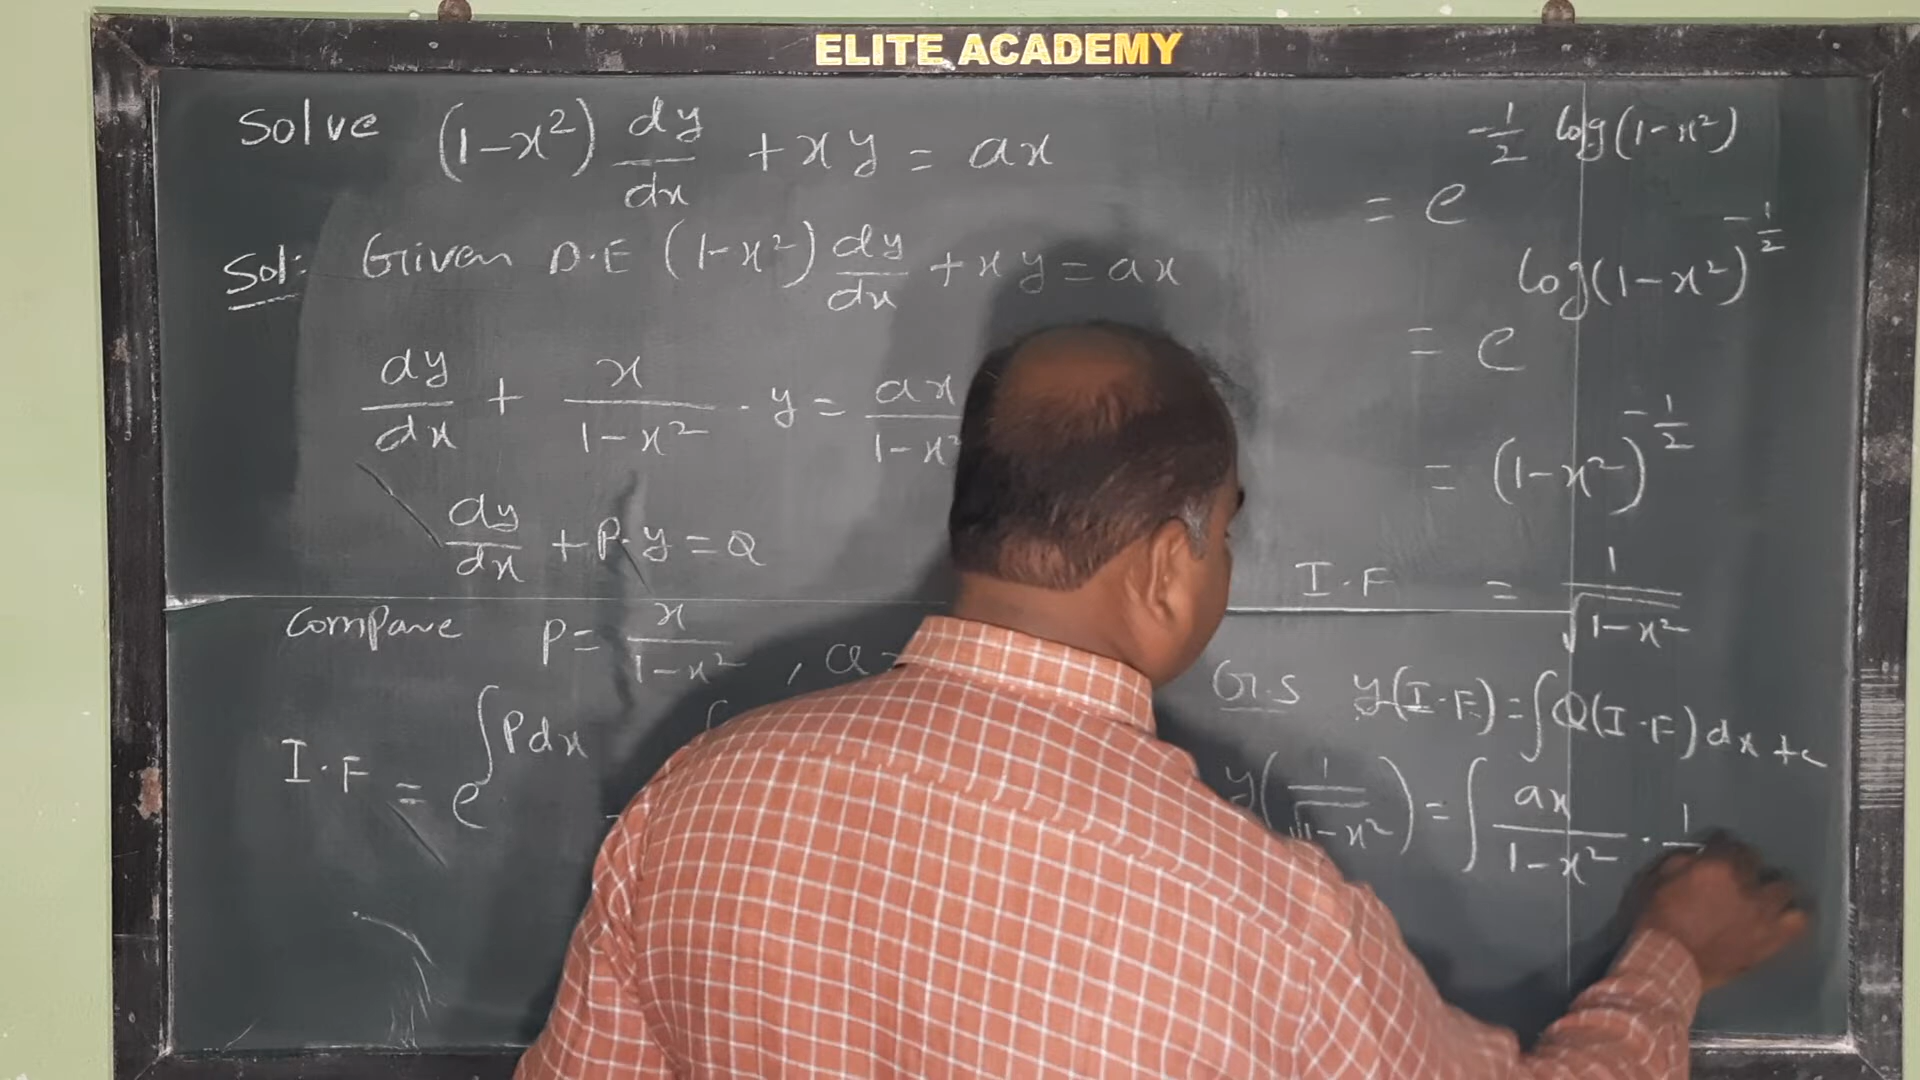 ELITE ACADEMY
Solve (1-x²) dy/dx + xy = ax
Sol: Given D.E (1-x²) dy/dx + xy = ax
dy/dx + x/(1-x²) · y = ax/(1-x²)
dy/dx + P·y = Q
Compare P = x/(1-x²) , Q
I·F = e^∫Pdx
= e^(-1/2 log(1-x²))
= e^(log(1-x²)^(-1/2))
= (1-x²)^(-1/2)
I·F = 1/√(1-x²)
G.S y(I·F) = ∫Q(I·F) dx + c
y(1/√(1-x²)) = ∫ ax/(1-x²) · 1/